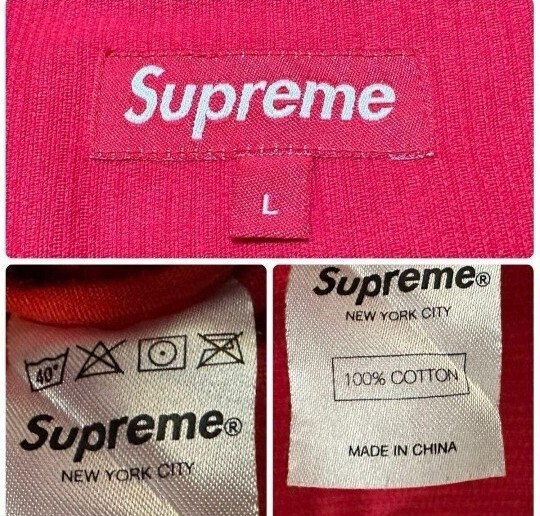 Supreme
L
40°
Supreme®
NEW YORK CITY
Supreme®
NEW YORK CITY
100% COTTON
MADE IN CHINA